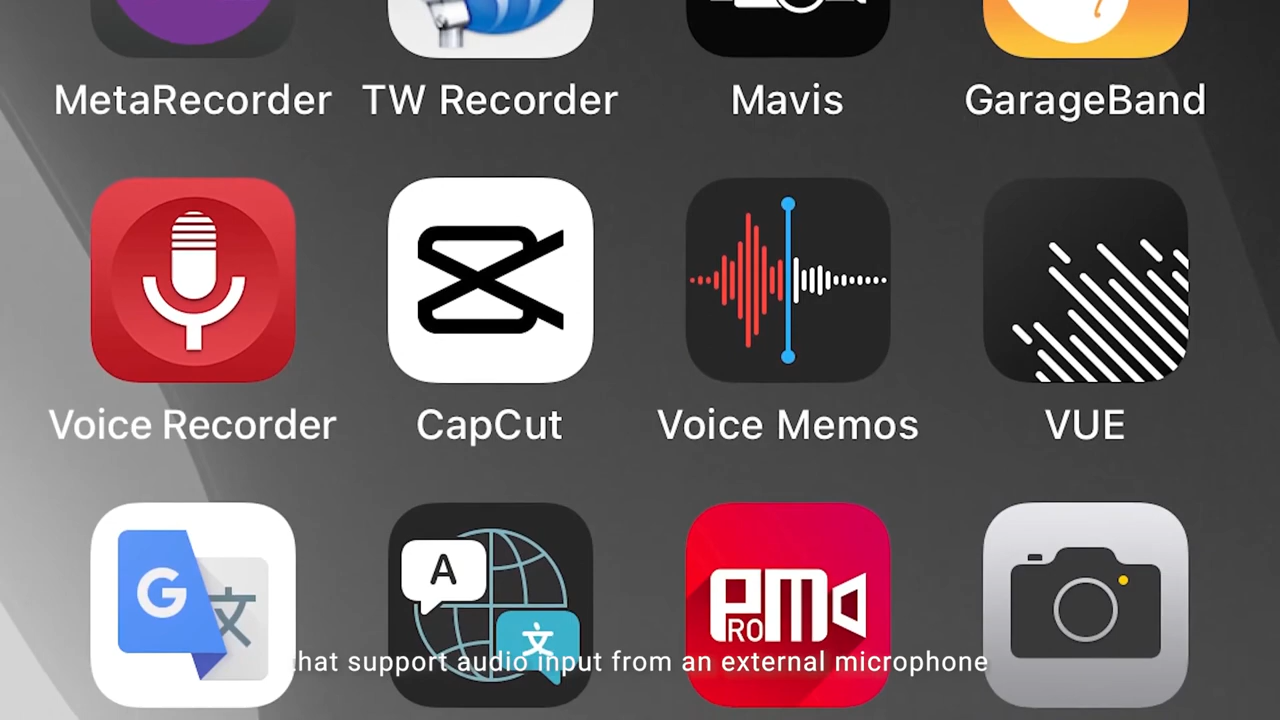 MetaRecorder
TW Recorder
Mavis
GarageBand
Voice Recorder
CapCut
Voice Memos
VUE
G 文
A 文
PRO M
that support audio input from an external microphone